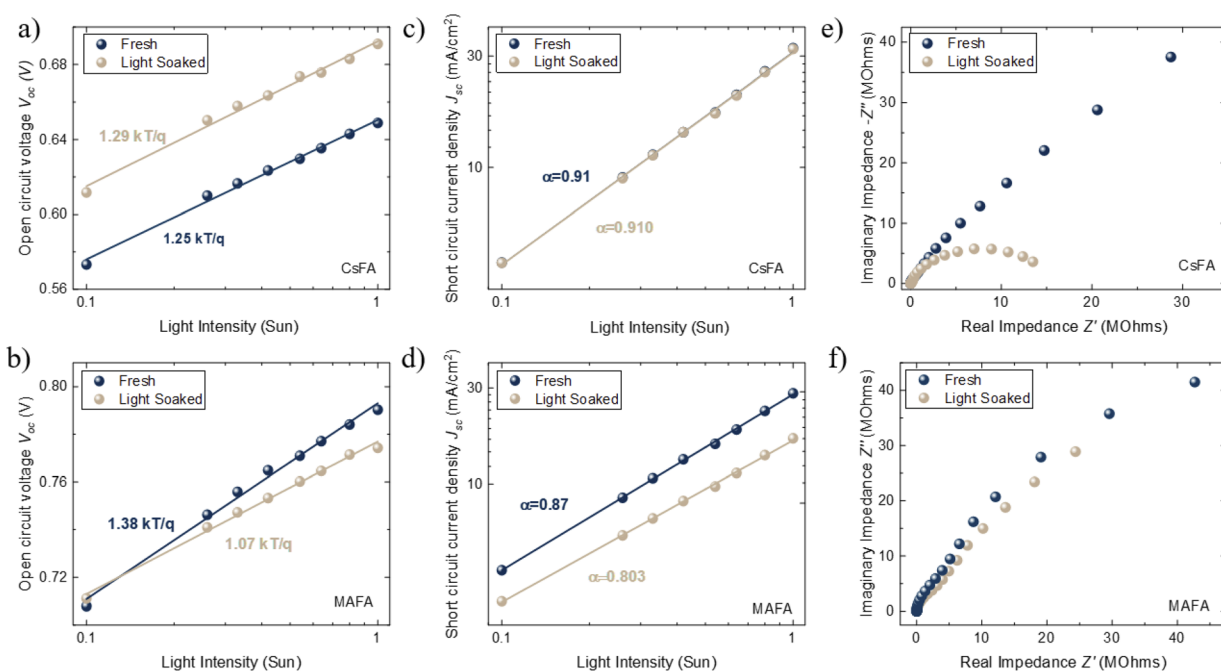 a)
Fresh
Light Soaked
Open circuit voltage Voc (V)
0.68
0.64
0.60
0.56
1.29 kT/q
1.25 kT/q
CsFA
0.1
1
Light Intensity (Sun)
c)
Fresh
Light Soaked
Short circuit current density Jsc (mA/cm²)
30
10
α=0.91
α=0.910
CsFA
0.1
1
Light Intensity (Sun)
e)
Fresh
Light Soaked
Imaginary Impedance -Z" (MOhms)
40
30
20
10
0
CsFA
0
10
20
30
Real Impedance Z' (MOhms)
b)
Fresh
Light Soaked
Open circuit voltage Voc (V)
0.80
0.76
0.72
1.38 kT/q
1.07 kT/q
MAFA
0.1
1
Light Intensity (Sun)
d)
Fresh
Light Soaked
Short circuit current density Jsc (mA/cm²)
30
10
α=0.87
α=0.803
MAFA
0.1
1
Light Intensity (Sun)
f)
Fresh
Light Soaked
Imaginary Impedance Z" (MOhms)
40
30
20
10
0
MAFA
0
10
20
30
40
Real Impedance Z' (MOhms)